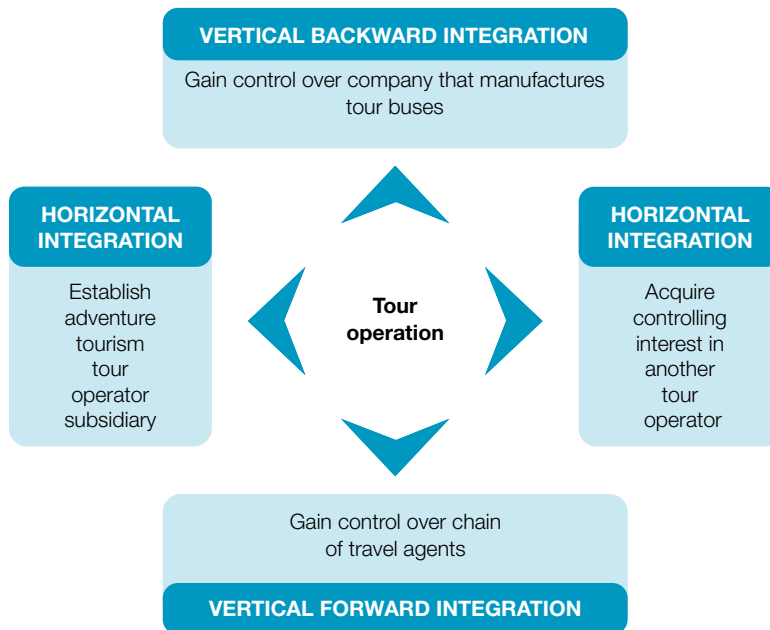 VERTICAL BACKWARD INTEGRATION
Gain control over company that manufactures
tour buses
HORIZONTAL
INTEGRATION
Establish
adventure
tourism
tour
operator
subsidiary
Tour
operation
HORIZONTAL
INTEGRATION
Acquire
controlling
interest in
another
tour
operator
Gain control over chain
of travel agents
VERTICAL FORWARD INTEGRATION